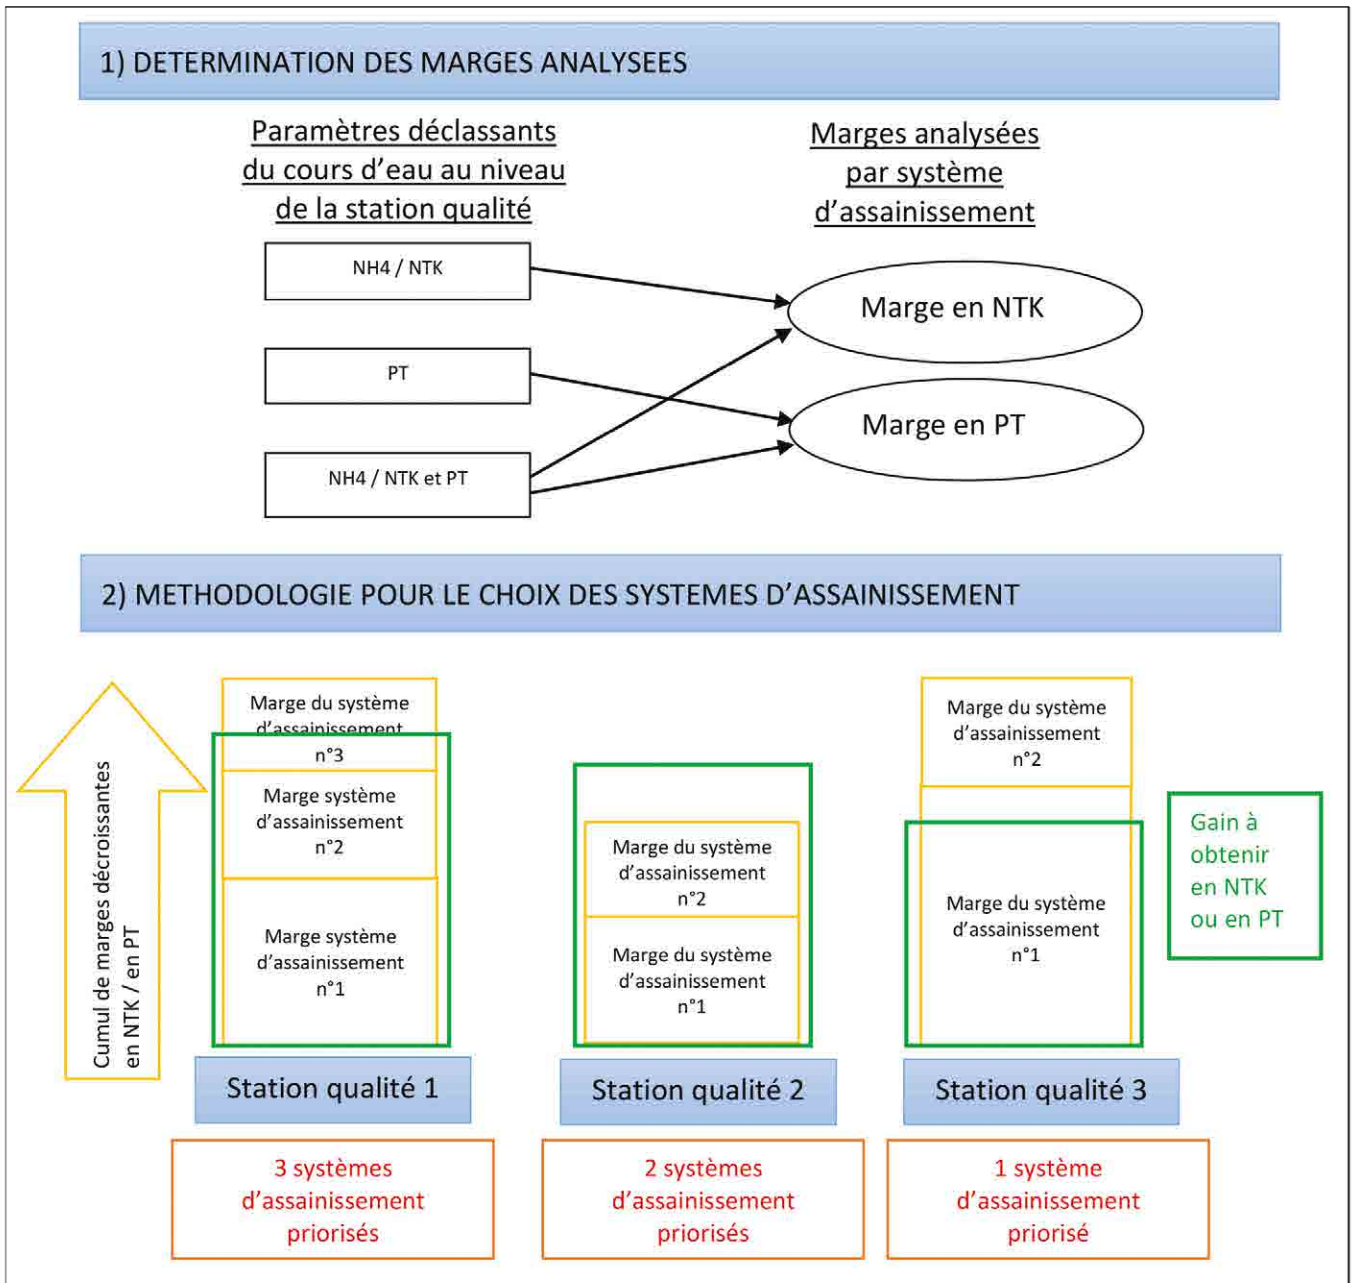 1) DETERMINATION DES MARGES ANALYSEES
Paramètres déclassants
du cours d’eau au niveau
de la station qualité
Marges analysées
par système
d’assainissement
NH4 / NTK
PT
NH4 / NTK et PT
Marge en NTK
Marge en PT
2) METHODOLOGIE POUR LE CHOIX DES SYSTEMES D’ASSAINISSEMENT
Cumul de marges décroissantes
en NTK / en PT
Marge du système
d’assainissement
n°3
Marge système
d’assainissement
n°2
Marge système
d’assainissement
n°1
Station qualité 1
3 systèmes
d’assainissement
priorisés
Marge du système
d’assainissement
n°2
Marge du système
d’assainissement
n°1
Station qualité 2
2 systèmes
d’assainissement
priorisés
Marge du système
d’assainissement
n°2
Marge du système
d’assainissement
n°1
Station qualité 3
1 système
d’assainissement
priorisé
Gain à
obtenir
en NTK
ou en PT